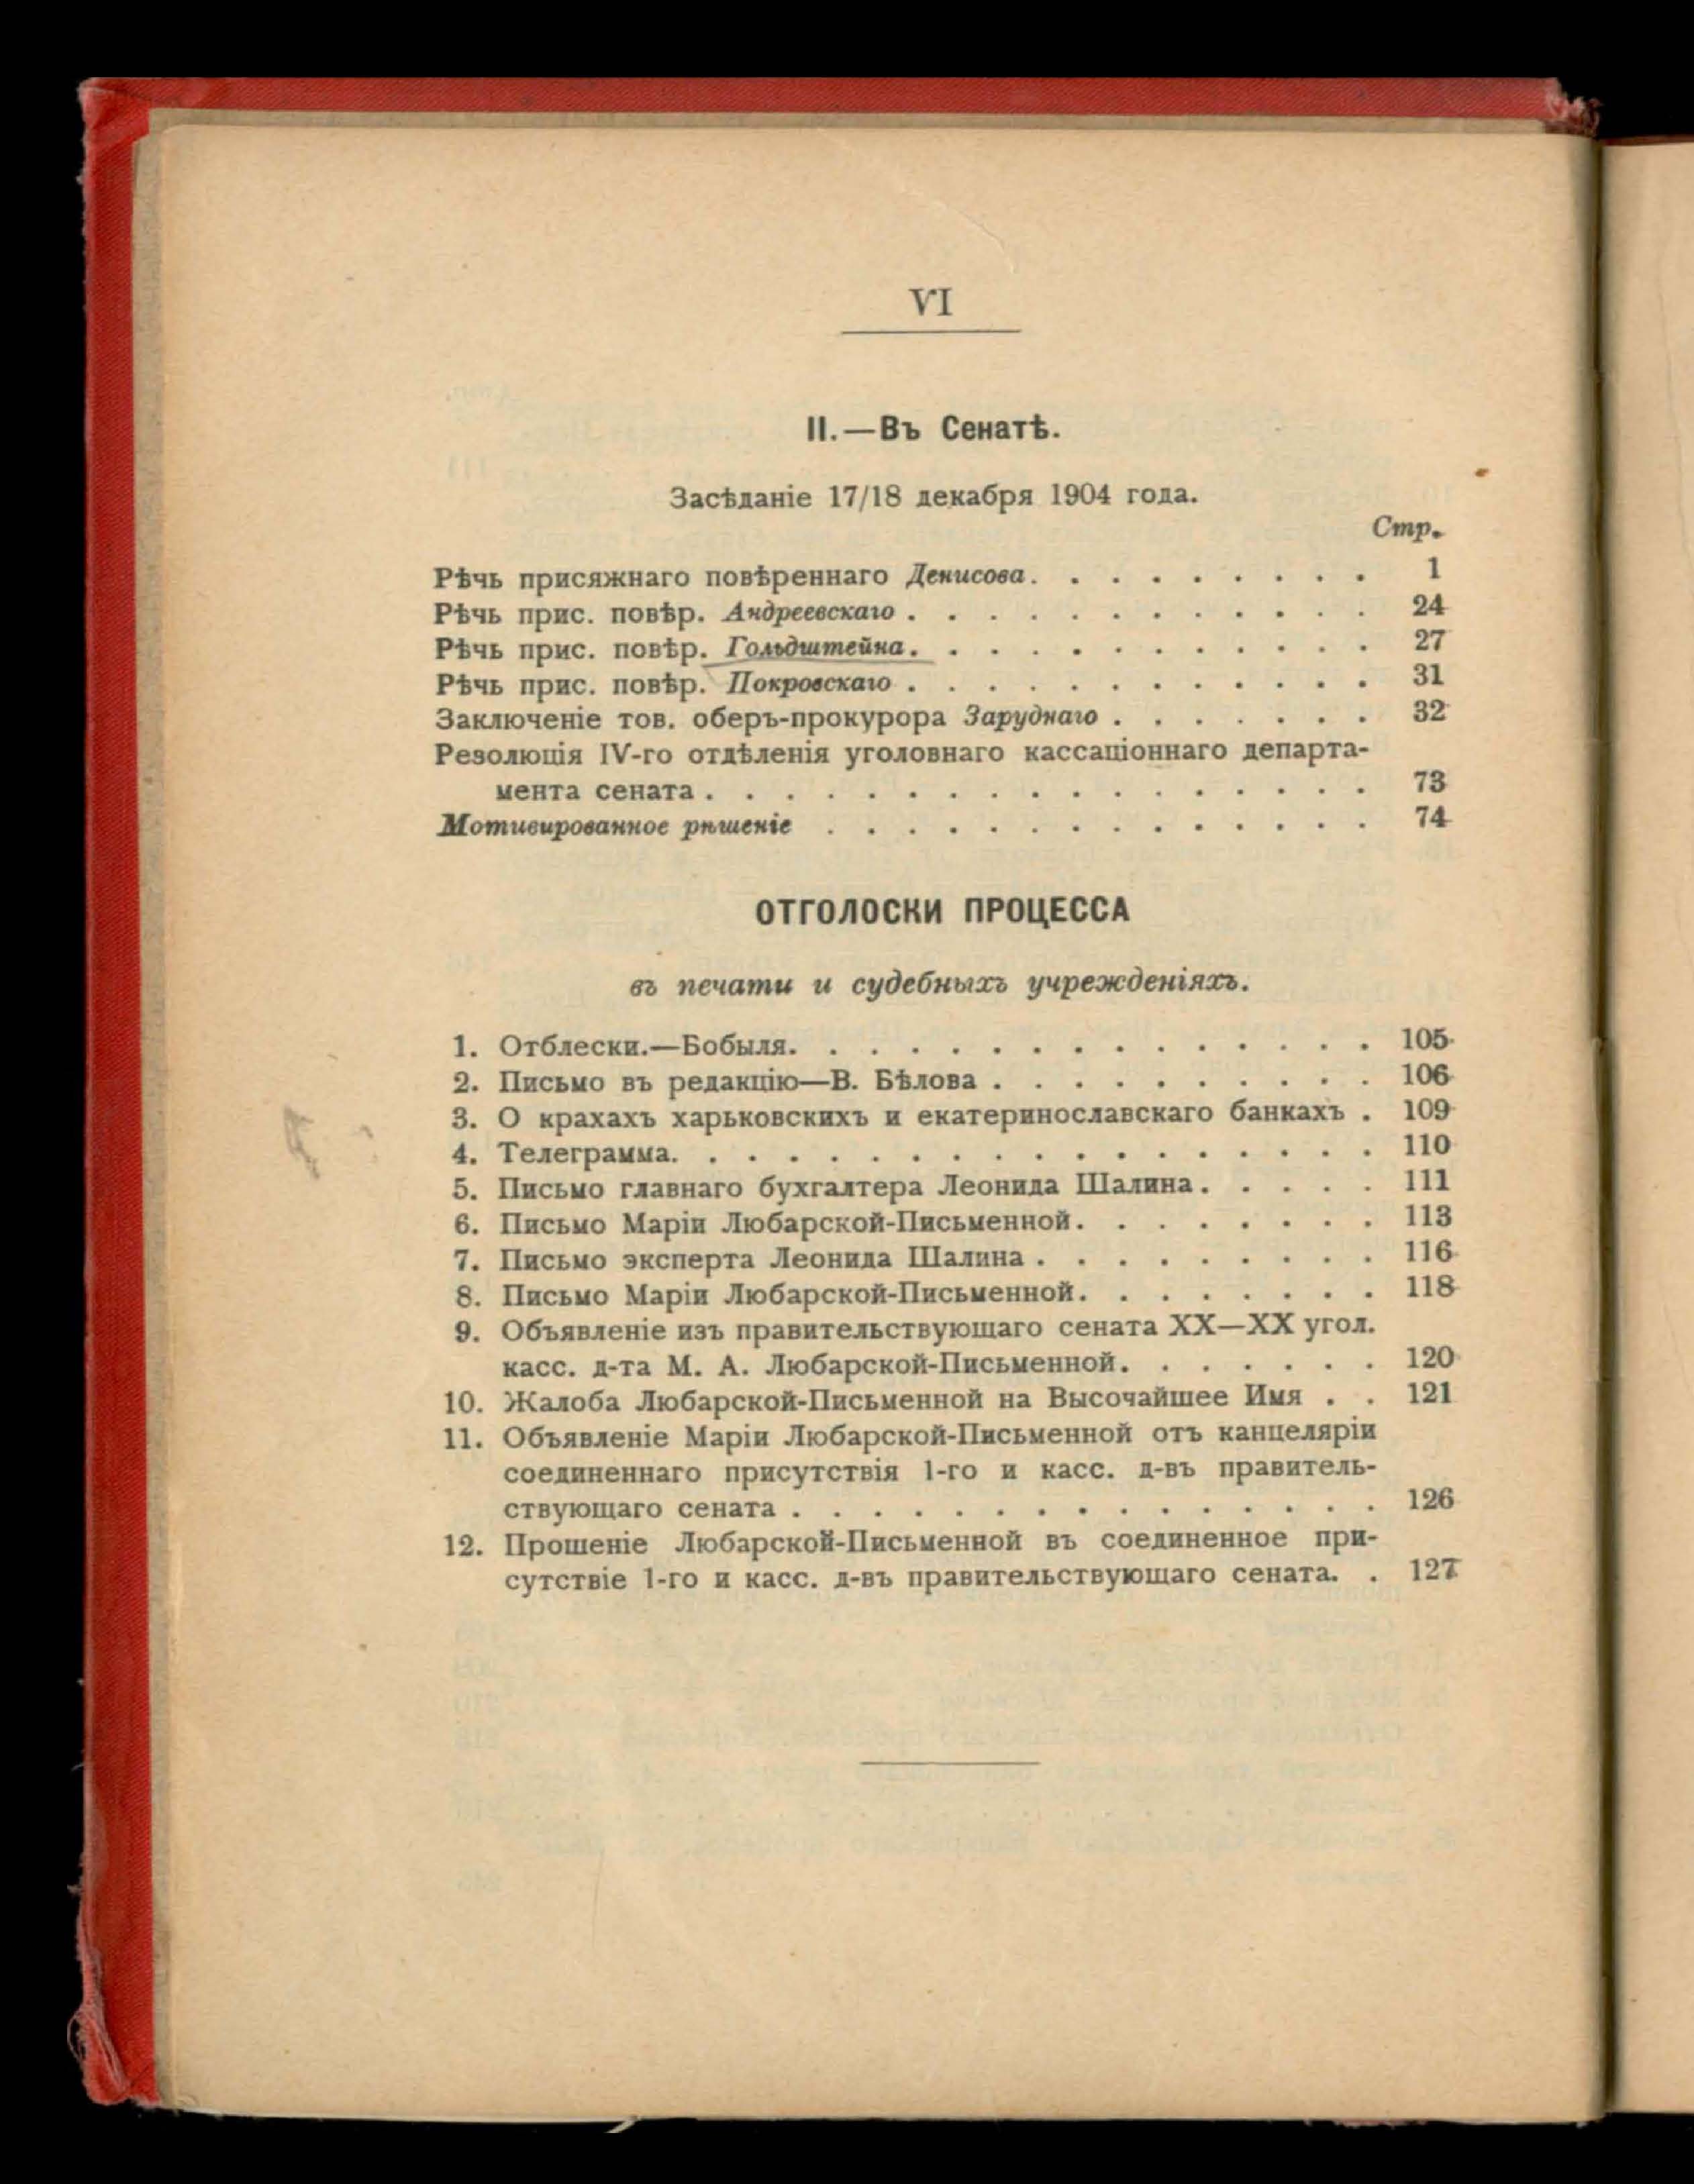 VI
II.—Въ Сенатѣ.
Засѣданіе 17/18 декабря 1904 года.
Стр.
Рѣчь присяжнаго повѣреннаго Денисова. . . . . . . . . 1
Рѣчь прис. повѣр. Андреевскаго . . . . . . . . . . . . 24
Рѣчь прис. повѣр. Гольдштейна. . . . . . . . . . . . 27
Рѣчь прис. повѣр. Покровскаго . . . . . . . . . . . . 31
Заключеніе тов. оберъ-прокурора Заруднаго . . . . . . . 32
Резолюція IV-го отдѣленія уголовнаго кассаціоннаго департа-
мента сената . . . . . . . . . . . . . . . . . 73
Мотивированное рѣшеніе . . . . . . . . . . . . . . 74
ОТГОЛОСКИ ПРОЦЕССА
въ печати и судебныхъ учрежденіяхъ.
1. Отблески.—Бобыля. . . . . . . . . . . . . . . 105
2. Письмо въ редакцію—В. Бѣлова . . . . . . . . . . 106
3. О крахахъ харьковскихъ и екатеринославскаго банкахъ . 109
4. Телеграмма. . . . . . . . . . . . . . . . . . 110
5. Письмо главнаго бухгалтера Леонида Шалина. . . . . 111
6. Письмо Маріи Любарской-Письменной. . . . . . . . 113
7. Письмо эксперта Леонида Шалина . . . . . . . . . 116
8. Письмо Маріи Любарской-Письменной. . . . . . . . 118
9. Объявленіе изъ правительствующаго сената XX—XX угол.
касс. д-та М. А. Любарской-Письменной. . . . . . . 120
10. Жалоба Любарской-Письменной на Высочайшее Имя . . 121
11. Объявленіе Маріи Любарской-Письменной отъ канцеляріи
соединеннаго присутствія 1-го и касс. д-въ правитель-
ствующаго сената . . . . . . . . . . . . . . . 126
12. Прошеніе Любарской-Письменной въ соединенное при-
сутствіе 1-го и касс. д-въ правительствующаго сената. . 127